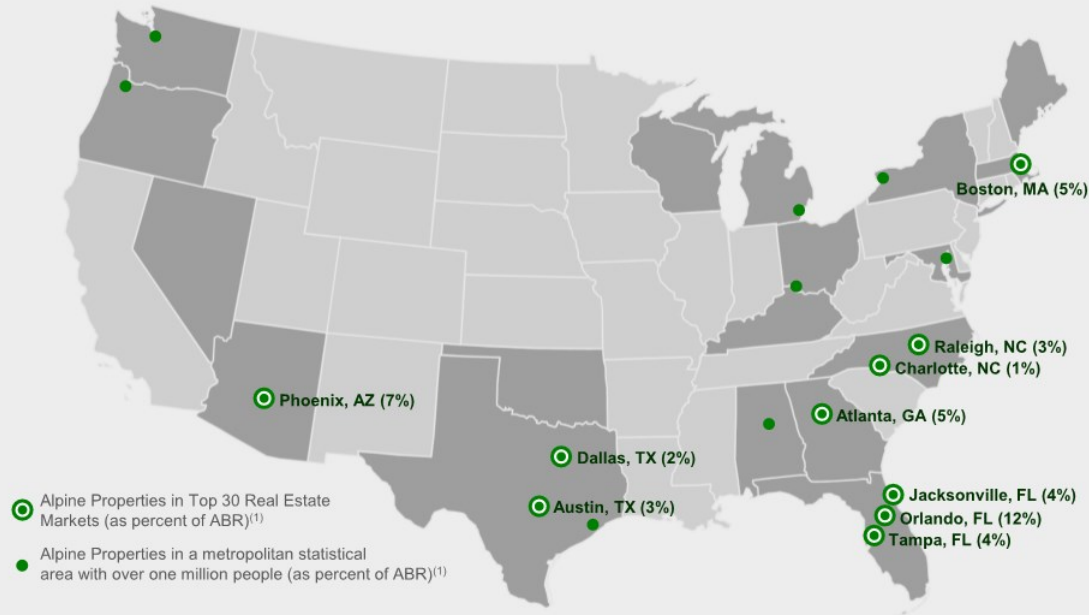 Boston, MA (5%)
Raleigh, NC (3%)
Charlotte, NC (1%)
Phoenix, AZ (7%)
Atlanta, GA (5%)
Dallas, TX (2%)
Austin, TX (3%)
Jacksonville, FL (4%)
Orlando, FL (12%)
Tampa, FL (4%)
Alpine Properties in Top 30 Real Estate
Markets (as percent of ABR)(1)
Alpine Properties in a metropolitan statistical
area with over one million people (as percent of ABR)(1)